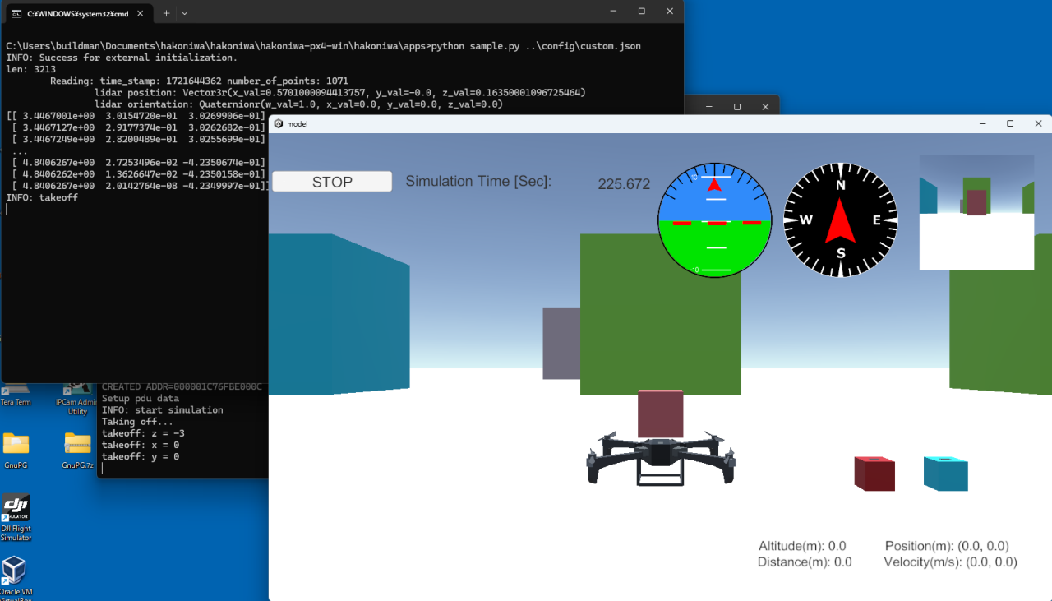 C:\WINDOWS\system32\cmd
C:\Users\buildman\Documents\hakoniwa\hakoniwa-px4-win\hakoniwa\apps>python sample.py ..\config\custom.json
INFO: Success for external initialization.
len: 3213
Reading: time_stamp: 1721644362 number_of_points: 1071
lidar position: Vector3r(x_val=0.5701000094413757, y_val=-0.0, z_val=0.16350001096725464)
lidar orientation: Quaternionr(w_val=1.0, x_val=0.0, y_val=0.0, z_val=0.0)
[[ 3.4467001e+00 3.0154720e-01 3.0269906e-01]
[ 3.4467127e+00 2.9177374e-01 3.0262682e-01]
[ 3.4467249e+00 2.8200489e-01 3.0255699e-01]
...
[ 4.8406267e+00 2.7253496e-02 -4.2350674e-01]
[ 4.8406262e+00 1.3626647e-02 -4.2350158e-01]
[ 4.8406267e+00 2.0142764e-08 -4.2349997e-01]]
INFO: takeoff
model
STOP
Simulation Time [Sec]:
225.672
N
W
E
S
CREATED ADDR=000001C76FDE000C
Setup pdu data
INFO: start simulation
Taking off...
takeoff: z = -3
takeoff: x = 0
takeoff: y = 0
Tera Term
IPCam Admin
Utility
GnuPG
GnuPG.7z
dji
DJI Flight
Simulator
Oracle VM
Altitude(m): 0.0
Position(m): (0.0, 0.0)
Distance(m): 0.0
Velocity(m/s): (0.0, 0.0)